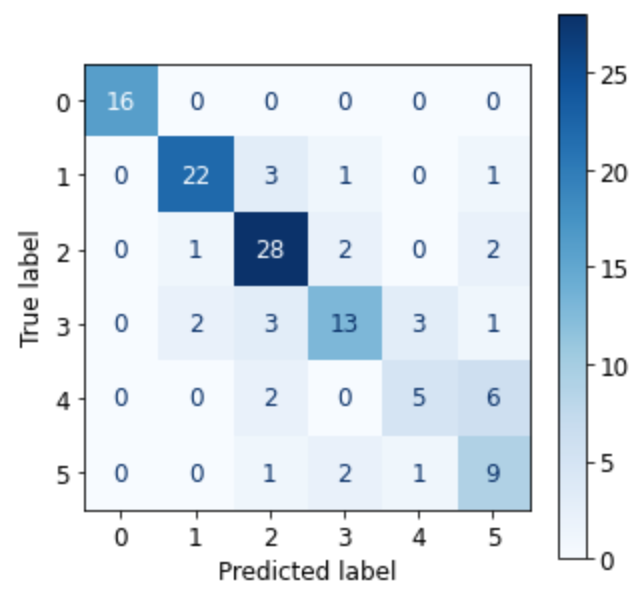 0 16 0 0 0 0 0
1 0 22 3 1 0 1
2 0 1 28 2 0 2
3 0 2 3 13 3 1
4 0 0 2 0 5 6
5 0 0 1 2 1 9
0 1 2 3 4 5
Predicted label
True label
25
20
15
10
5
0